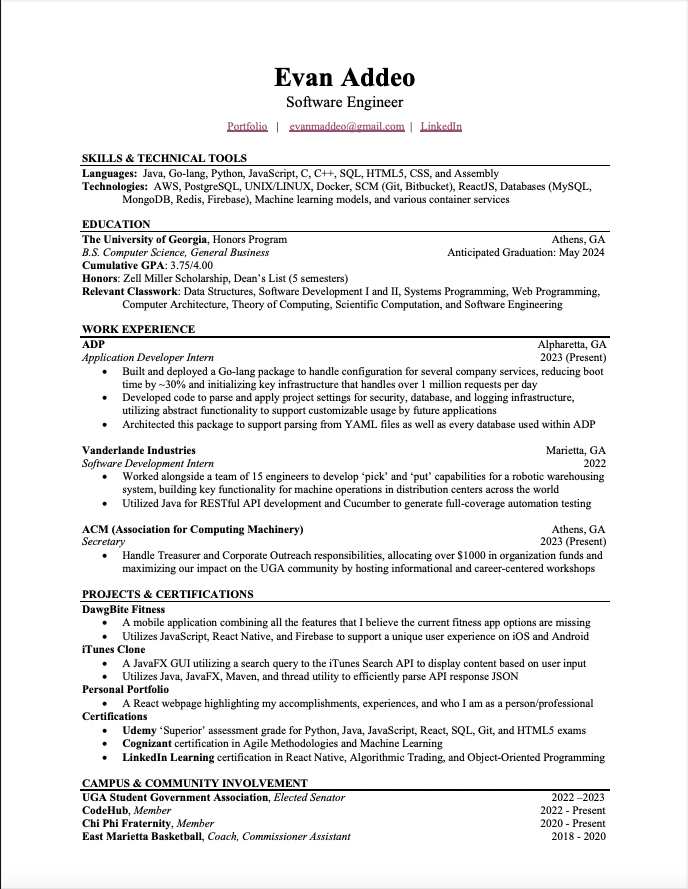 Evan Addeo
Software Engineer
Portfolio | evanmaddeo@gmail.com | LinkedIn
SKILLS & TECHNICAL TOOLS
Languages: Java, Go-lang, Python, JavaScript, C, C++, SQL, HTML5, CSS, and Assembly
Technologies: AWS, PostgreSQL, UNIX/LINUX, Docker, SCM (Git, Bitbucket), ReactJS, Databases (MySQL,
MongoDB, Redis, Firebase), Machine learning models, and various container services
EDUCATION
The University of Georgia, Honors Program Athens, GA
B.S. Computer Science, General Business Anticipated Graduation: May 2024
Cumulative GPA: 3.75/4.00
Honors: Zell Miller Scholarship, Dean's List (5 semesters)
Relevant Classwork: Data Structures, Software Development I and II, Systems Programming, Web Programming,
Computer Architecture, Theory of Computing, Scientific Computation, and Software Engineering
WORK EXPERIENCE
ADP Alpharetta, GA
Application Developer Intern 2023 (Present)
• Built and deployed a Go-lang package to handle configuration for several company services, reducing boot
time by ~30% and initializing key infrastructure that handles over 1 million requests per day
• Developed code to parse and apply project settings for security, database, and logging infrastructure,
utilizing abstract functionality to support customizable usage by future applications
• Architected this package to support parsing from YAML files as well as every database used within ADP
Vanderlande Industries Marietta, GA
Software Development Intern 2022
• Worked alongside a team of 15 engineers to develop 'pick' and 'put' capabilities for a robotic warehousing
system, building key functionality for machine operations in distribution centers across the world
• Utilized Java for RESTful API development and Cucumber to generate full-coverage automation testing
ACM (Association for Computing Machinery) Athens, GA
Secretary 2023 (Present)
• Handle Treasurer and Corporate Outreach responsibilities, allocating over $1000 in organization funds and
maximizing our impact on the UGA community by hosting informational and career-centered workshops
PROJECTS & CERTIFICATIONS
DawgBite Fitness
• A mobile application combining all the features that I believe the current fitness app options are missing
• Utilizes JavaScript, React Native, and Firebase to support a unique user experience on iOS and Android
iTunes Clone
• A JavaFX GUI utilizing a search query to the iTunes Search API to display content based on user input
• Utilizes Java, JavaFX, Maven, and thread utility to efficiently parse API response JSON
Personal Portfolio
• A React webpage highlighting my accomplishments, experiences, and who I am as a person/professional
Certifications
• Udemy 'Superior' assessment grade for Python, Java, JavaScript, React, SQL, Git, and HTML5 exams
• Cognizant certification in Agile Methodologies and Machine Learning
• LinkedIn Learning certification in React Native, Algorithmic Trading, and Object-Oriented Programming
CAMPUS & COMMUNITY INVOLVEMENT
UGA Student Government Association, Elected Senator 2022 –2023
CodeHub, Member 2022 - Present
Chi Phi Fraternity, Member 2020 - Present
East Marietta Basketball, Coach, Commissioner Assistant 2018 - 2020